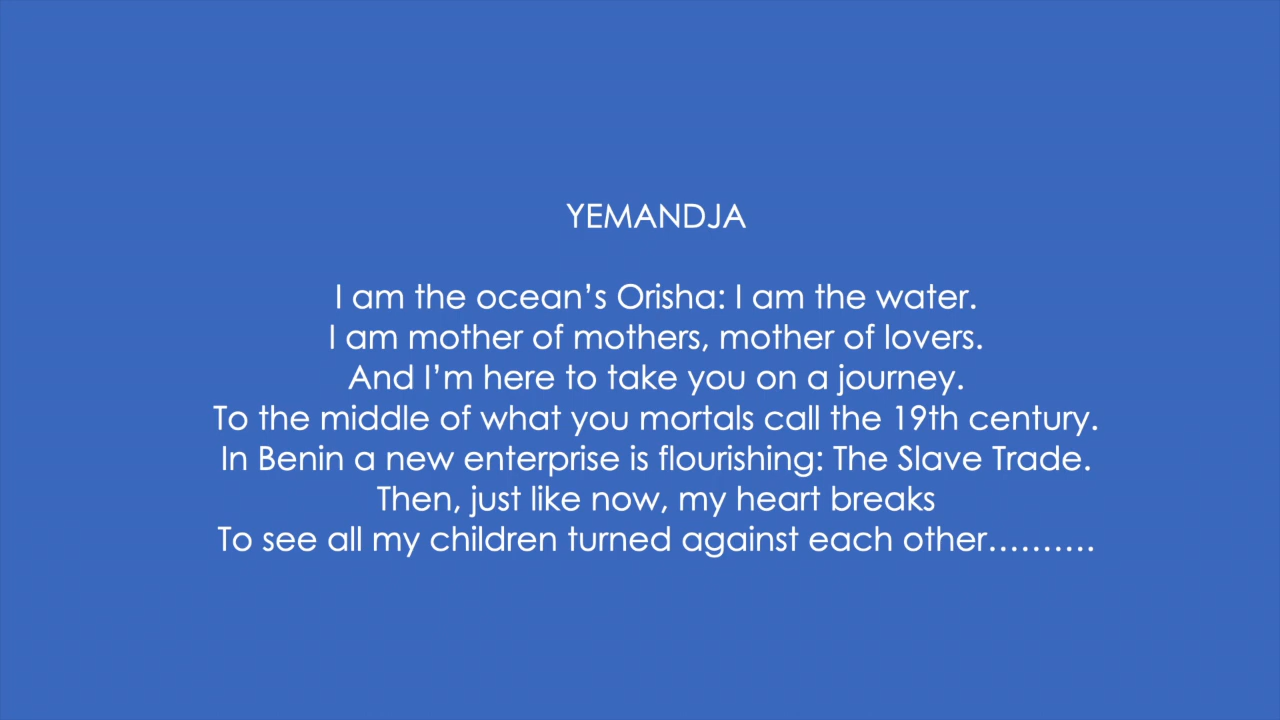 YEMANDJA
I am the ocean’s Orisha: I am the water.
I am mother of mothers, mother of lovers.
And I’m here to take you on a journey.
To the middle of what you mortals call the 19th century.
In Benin a new enterprise is flourishing: The Slave Trade.
Then, just like now, my heart breaks
To see all my children turned against each other..........